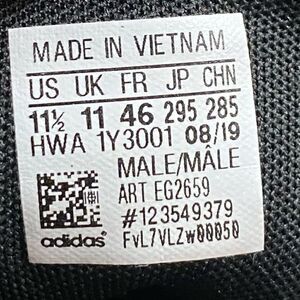 MADE IN VIETNAM
US UK FR JP CHN
11½ 11 46 295 285
HWA 1Y3001 08/19
MALE/MÂLE
ART EG2659
#123549379
adidas FvL7VLZw00050